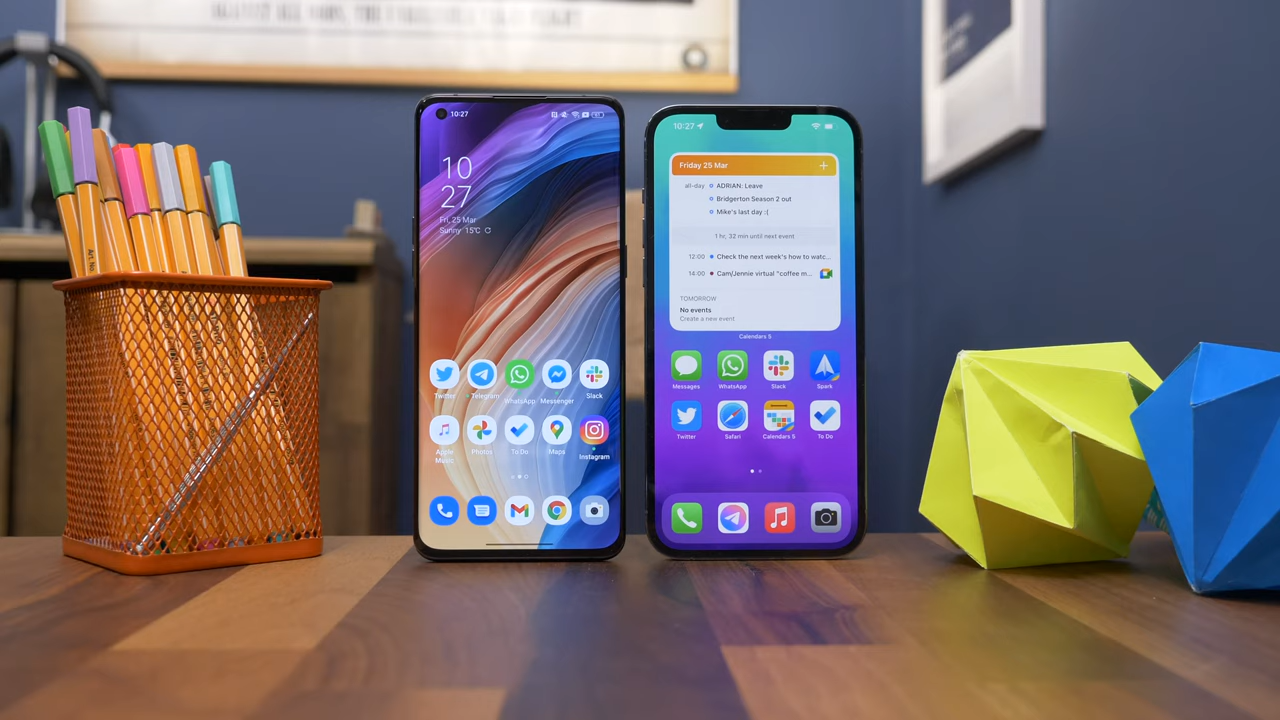 10:27
10
27
Fri, 25 Mar
Sunny 15°C
Twitter
Telegram
WhatsApp
Messenger
Slack
Apple Music
Photos
To Do
Maps
Instagram
10:27
Friday 25 Mar
+
all-day
ADRIAN: Leave
Bridgerton Season 2 out
Mike's last day :(
1 hr, 32 min until next event
12:00 Check the next week's how to watc...
14:00 Cam/Jennie virtual "coffee m...
TOMORROW
No events
Create a new event
Calendars 5
Messages
WhatsApp
Slack
Spark
Twitter
Safari
Calendars 5
To Do